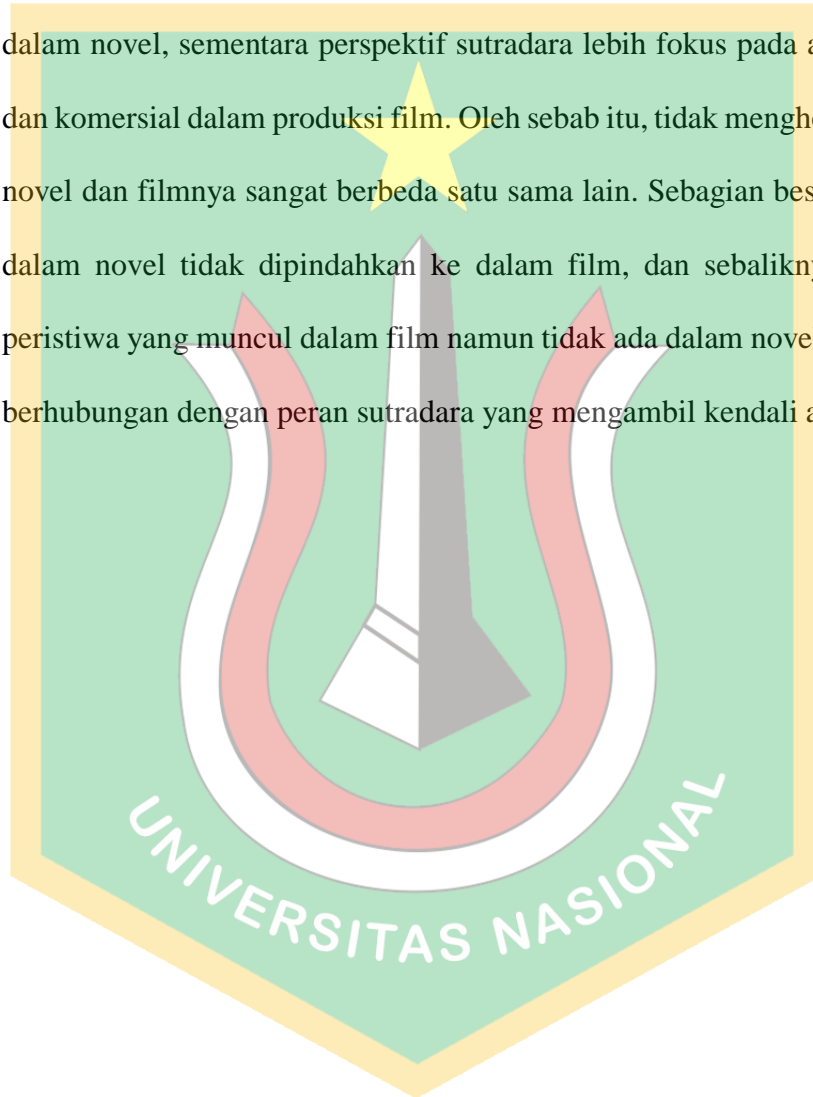 dalam novel, sementara perspektif sutradara lebih fokus pada
dan komersial dalam produksi film. Oleh sebab itu, tidak
novel dan filmnya sangat berbeda satu sama lain. Sebagian
dalam novel tidak dipindahkan ke dalam film, dan
peristiwa yang muncul dalam film namun tidak ada dalam
berhubungan dengan peran sutradara yang mengambil kendali
UNIVERSITAS NASIONAL